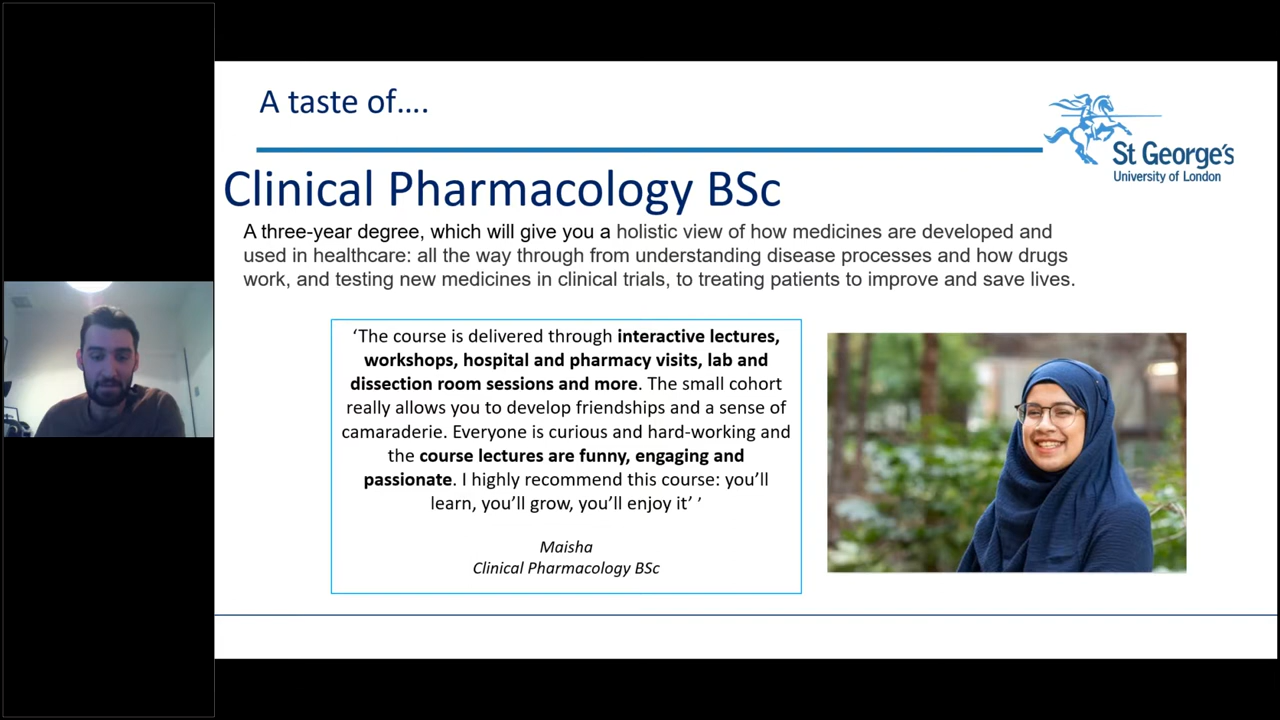 A taste of....
St George's
University of London
Clinical Pharmacology BSc
A three-year degree, which will give you a holistic view of how medicines are developed and
used in healthcare: all the way through from understanding disease processes and how drugs
work, and testing new medicines in clinical trials, to treating patients to improve and save lives.
‘The course is delivered through interactive lectures,
workshops, hospital and pharmacy visits, lab and
dissection room sessions and more. The small cohort
really allows you to develop friendships and a sense of
camaraderie. Everyone is curious and hard-working and
the course lectures are funny, engaging and
passionate. I highly recommend this course: you’ll
learn, you’ll grow, you’ll enjoy it’ ’
Maisha
Clinical Pharmacology BSc